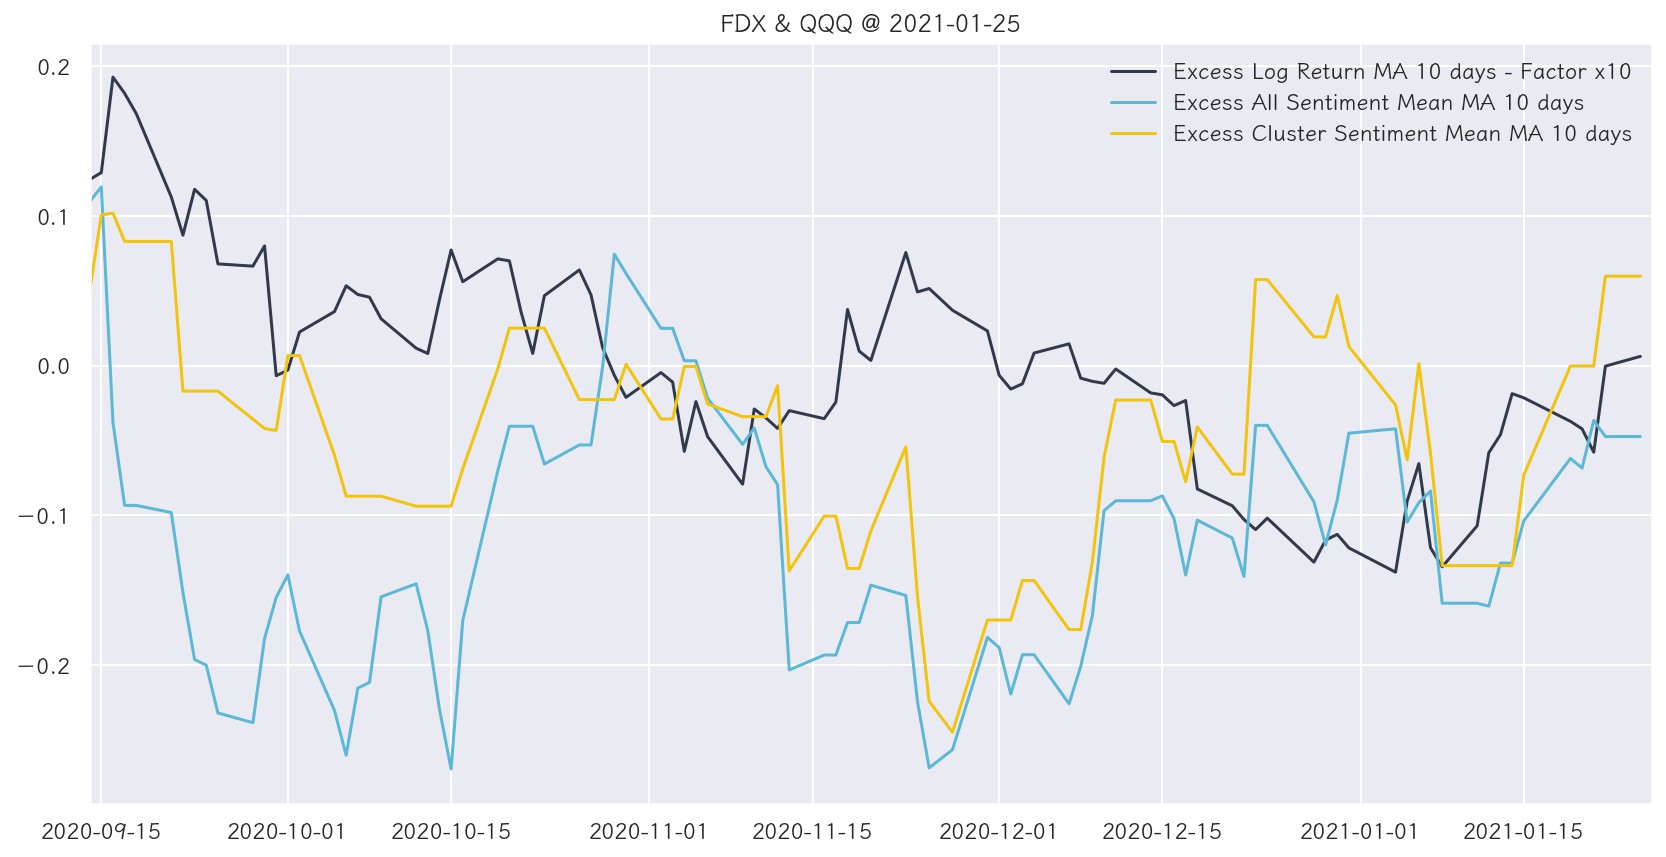 FDX & QQQ @ 2021-01-25
Excess Log Return MA 10 days - Factor x10
Excess All Sentiment Mean MA 10 days
Excess Cluster Sentiment Mean MA 10 days
0.2
0.1
0.0
−0.1
−0.2
2020-09-15 2020-10-01 2020-10-15 2020-11-01 2020-11-15 2020-12-01 2020-12-15 2021-01-01 2021-01-15